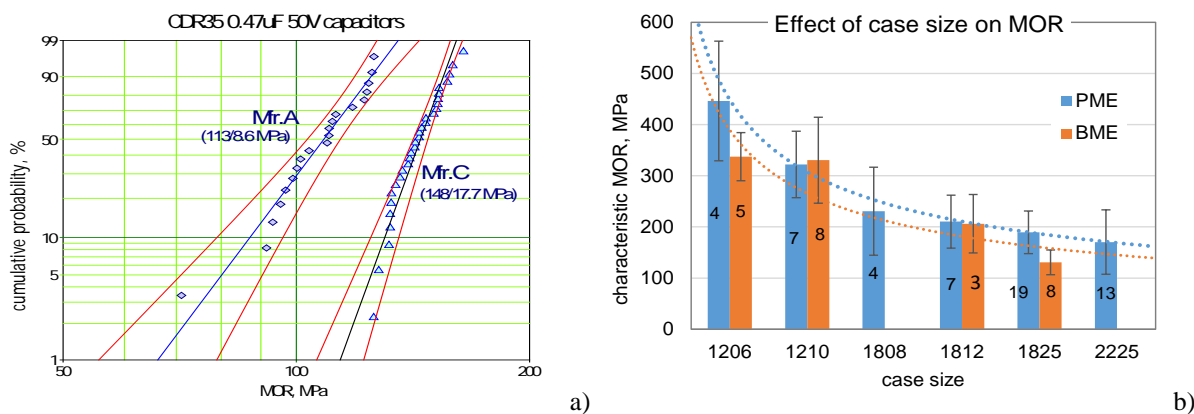 CDR35 0.47uF 50V capacitors
cumulative probability, %
99
90
50
10
5
1
Mfr.A
(113/8.6 MPa)
Mfr.C
(148/17.7 MPa)
50
100
200
MOR, MPa
a)
Effect of case size on MOR
characteristic MOR, MPa
600
500
400
300
200
100
0
PME
BME
4
5
7
8
4
7
3
19
8
13
1206
1210
1808
1812
1825
2225
case size
b)